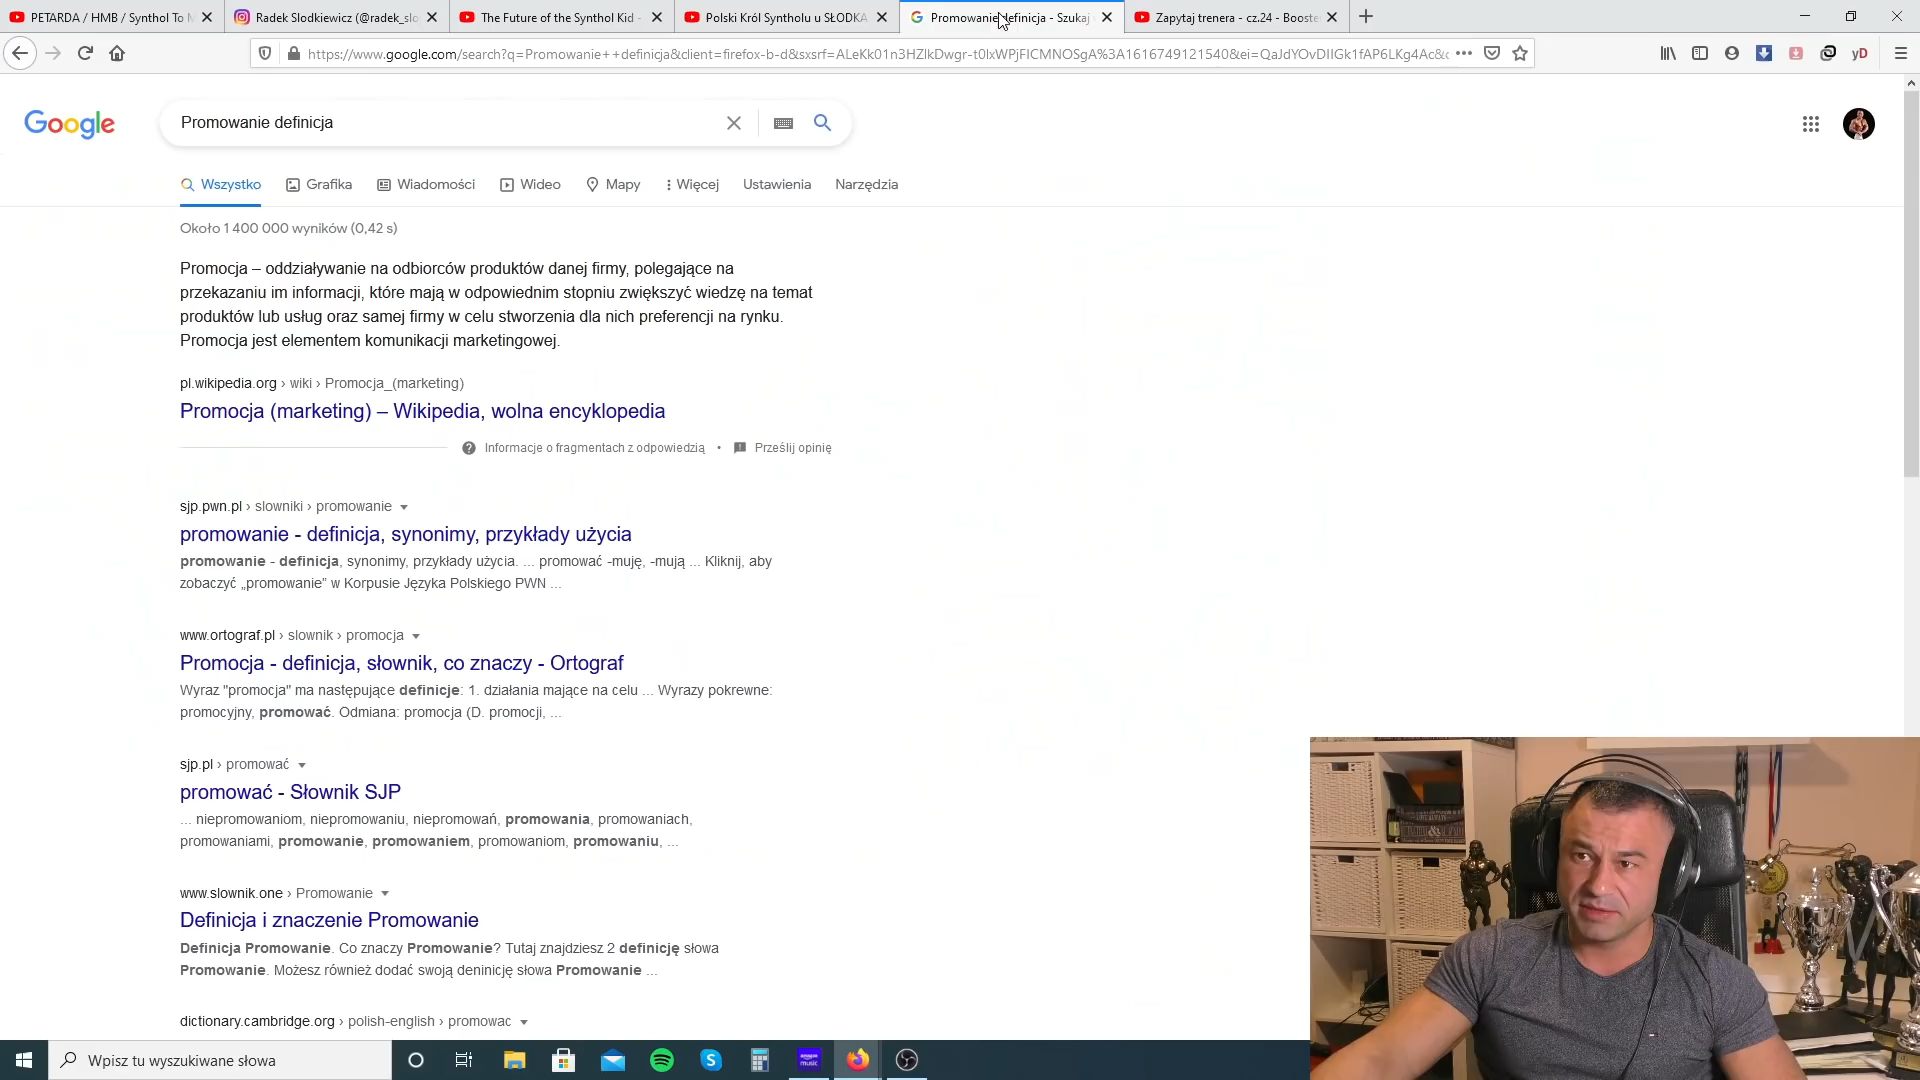 PETARDA / HMB / Synthol To M
Radek Slodkiewicz (@radek_slo
The Future of the Synthol Kid -
Polski Król Syntholu u SŁODKA
Promowanie definicja - Szukaj
Zapytaj trenera - cz.24 - Booste
https://www.google.com/search?q=Promowanie++definicja&client=firefox-b-d&sxsrf=ALeKk01n3HZlkDwgr-t0lxWPjFICMNOSgA%3A1616749121540&ei=QaJdYOvDIIGk1fAP6LKg4Ac&c
yD
Google
Promowanie definicja
Wszystko
Grafika
Wiadomości
Wideo
Mapy
Więcej
Ustawienia
Narzędzia
Około 1 400 000 wyników (0,42 s)
Promocja – oddziaływanie na odbiorców produktów danej firmy, polegające na
przekazaniu im informacji, które mają w odpowiednim stopniu zwiększyć wiedzę na temat
produktów lub usług oraz samej firmy w celu stworzenia dla nich preferencji na rynku.
Promocja jest elementem komunikacji marketingowej.
pl.wikipedia.org › wiki › Promocja_(marketing)
Promocja (marketing) – Wikipedia, wolna encyklopedia
Informacje o fragmentach z odpowiedzią • Prześlij opinię
sjp.pwn.pl › slowniki › promowanie
promowanie - definicja, synonimy, przykłady użycia
promowanie - definicja, synonimy, przykłady użycia. ... promować -muję, -mują ... Kliknij, aby
zobaczyć „promowanie” w Korpusie Języka Polskiego PWN ...
www.ortograf.pl › slownik › promocja
Promocja - definicja, słownik, co znaczy - Ortograf
Wyraz "promocja" ma następujące definicje: 1. działania mające na celu ... Wyrazy pokrewne:
promocyjny, promować. Odmiana: promocja (D. promocji, ...
sjp.pl › promować
promować - Słownik SJP
... niepromowaniom, niepromowaniu, niepromowań, promowania, promowaniach,
promowaniami, promowanie, promowaniem, promowaniom, promowaniu, ...
www.slownik.one › Promowanie
Definicja i znaczenie Promowanie
Definicja Promowanie. Co znaczy Promowanie? Tutaj znajdziesz 2 definicję słowa
Promowanie. Możesz również dodać swoją deninicję słowa Promowanie ...
dictionary.cambridge.org › polish-english › promowac
Wpisz tu wyszukiwane słowa
amazon music